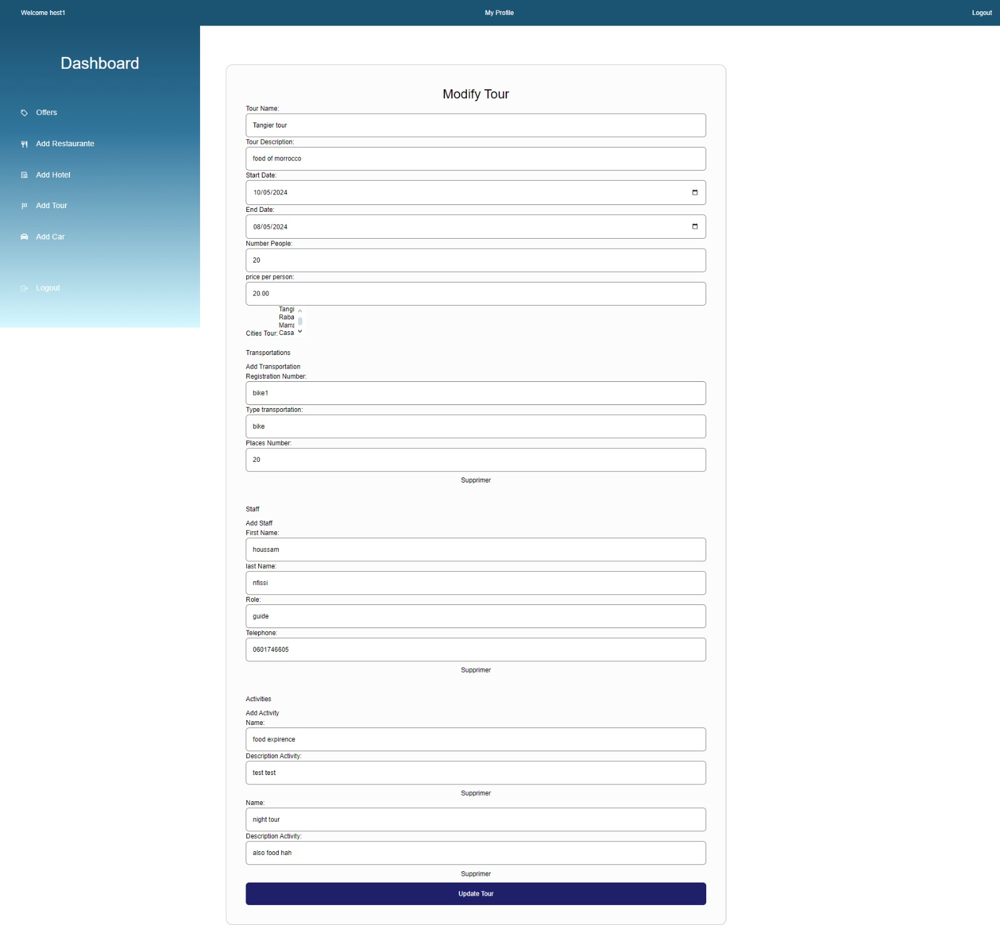 Welcome host1
My Profile
Logout
Dashboard
Offers
Add Restaurante
Add Hotel
Add Tour
Add Car
Logout
Modify Tour
Tour Name:
Tangier tour
Tour Description:
food of morrocco
Start Date:
10/05/2024
End Date:
08/05/2024
Number People:
20
price per person:
20.00
Cities Tour:
Tangi
Raba
Marra
Casa
Transportations
Add Transportation
Registration Number:
bike1
Type transportation:
bike
Places Number:
20
Supprimer
Staff
Add Staff
First Name:
houssam
last Name:
nfissi
Role:
guide
Telephone:
0601746605
Supprimer
Activities
Add Activity
Name:
food expirence
Description Activity:
test test
Supprimer
Name:
night tour
Description Activity:
also food hah
Supprimer
Update Tour